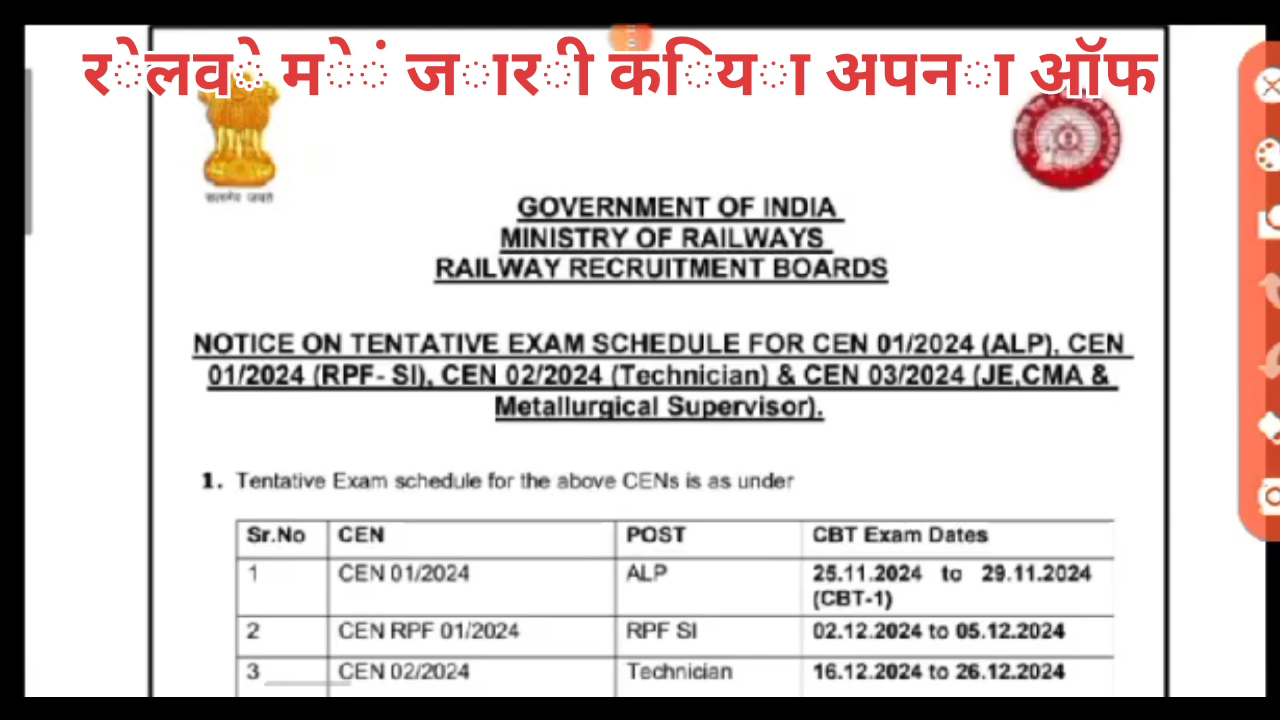 रेलवे में जारी किया अपना ऑफ
सत्यमेव जयते
GOVERNMENT OF INDIA
MINISTRY OF RAILWAYS
RAILWAY RECRUITMENT BOARDS
NOTICE ON TENTATIVE EXAM SCHEDULE FOR CEN 01/2024 (ALP), CEN
01/2024 (RPF- SI), CEN 02/2024 (Technician) & CEN 03/2024 (JE,CMA &
Metallurgical Supervisor).
1. Tentative Exam schedule for the above CENs is as under
Sr.No CEN POST CBT Exam Dates
1 CEN 01/2024 ALP 25.11.2024 to 29.11.2024
(CBT-1)
2 CEN RPF 01/2024 RPF SI 02.12.2024 to 05.12.2024
3 CEN 02/2024 Technician 16.12.2024 to 26.12.2024